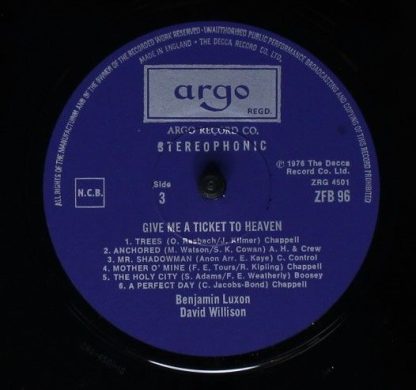 ALL RIGHTS OF THE MANUFACTURER AND OF THE OWNER OF THE RECORDED WORK RESERVED · UNAUTHORISED PUBLIC PERFORMANCE BROADCASTING AND COPYING OF THIS RECORD PROHIBITED
MADE IN ENGLAND · THE DECCA RECORD CO. LTD.
argo
REGD.
ARGO RECORD CO.
STEREOPHONIC
Ⓟ 1976 The Decca
Record Co. Ltd.
N.C.B.
Side
3
ZRG 4501
ZFB 96
GIVE ME A TICKET TO HEAVEN
1. TREES (O. Rasbach/J. Kilmer) Chappell
2. ANCHORED (M. Watson/S. K. Cowan) A. H. & Crew
3. MR. SHADOWMAN (Anon Arr. E. Kaye) C. Control
4. MOTHER O' MINE (F. E. Tours/R. Kipling) Chappell
5. THE HOLY CITY (S. Adams/F. E. Weatherly) Boosey
6. A PERFECT DAY (C. Jacobs-Bond) Chappell
Benjamin Luxon
David Willison